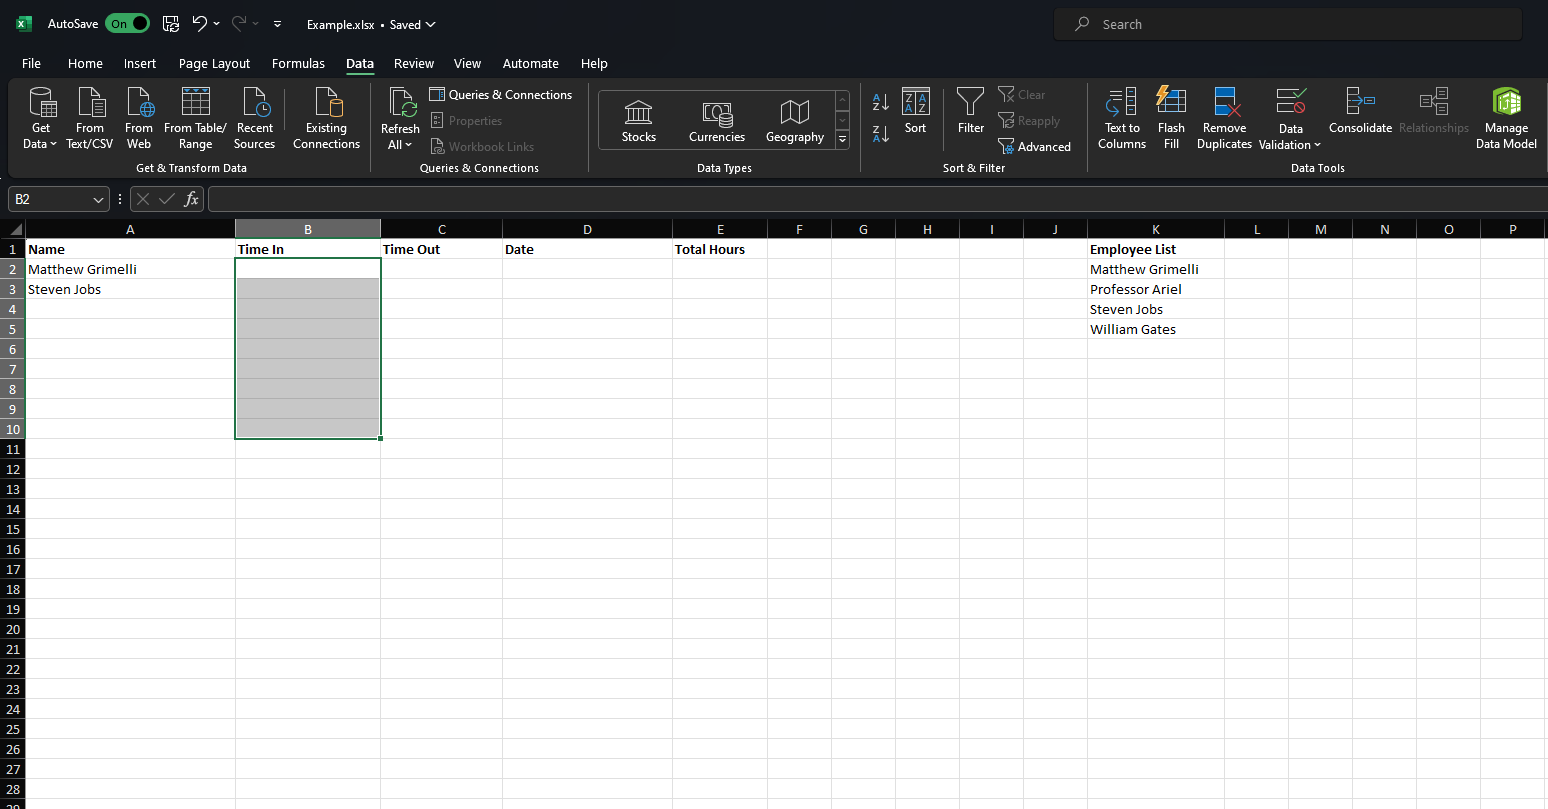 AutoSave On Example.xlsx • Saved Search
File Home Insert Page Layout Formulas Data Review View Automate Help
Get Data From Text/CSV From Web From Table/ Range Recent Sources Existing Connections
Get & Transform Data
Refresh All Queries & Connections
Properties
Workbook Links
Queries & Connections
Stocks Currencies Geography
Data Types
Sort Filter Clear
Reapply
Advanced
Sort & Filter
Text to Columns Flash Fill Remove Duplicates Data Validation Consolidate Relationships Manage Data Model
Data Tools
B2 fx
A B C D E F G H I J K L M N O P
1 Name Time In Time Out Date Total Hours Employee List
2 Matthew Grimelli Matthew Grimelli
3 Steven Jobs Professor Ariel
4 Steven Jobs
5 William Gates
6
7
8
9
10
11
12
13
14
15
16
17
18
19
20
21
22
23
24
25
26
27
28